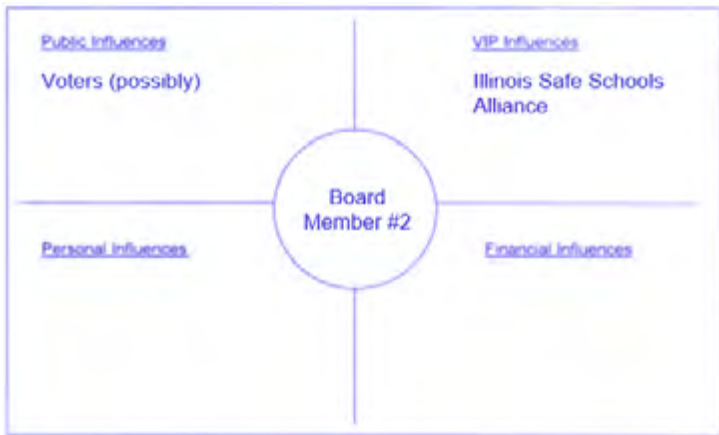 Public Influences
Voters (possibly)
VIP Influences
Illinois Safe Schools
Alliance
Board
Member #2
Personal Influences
Financial Influences